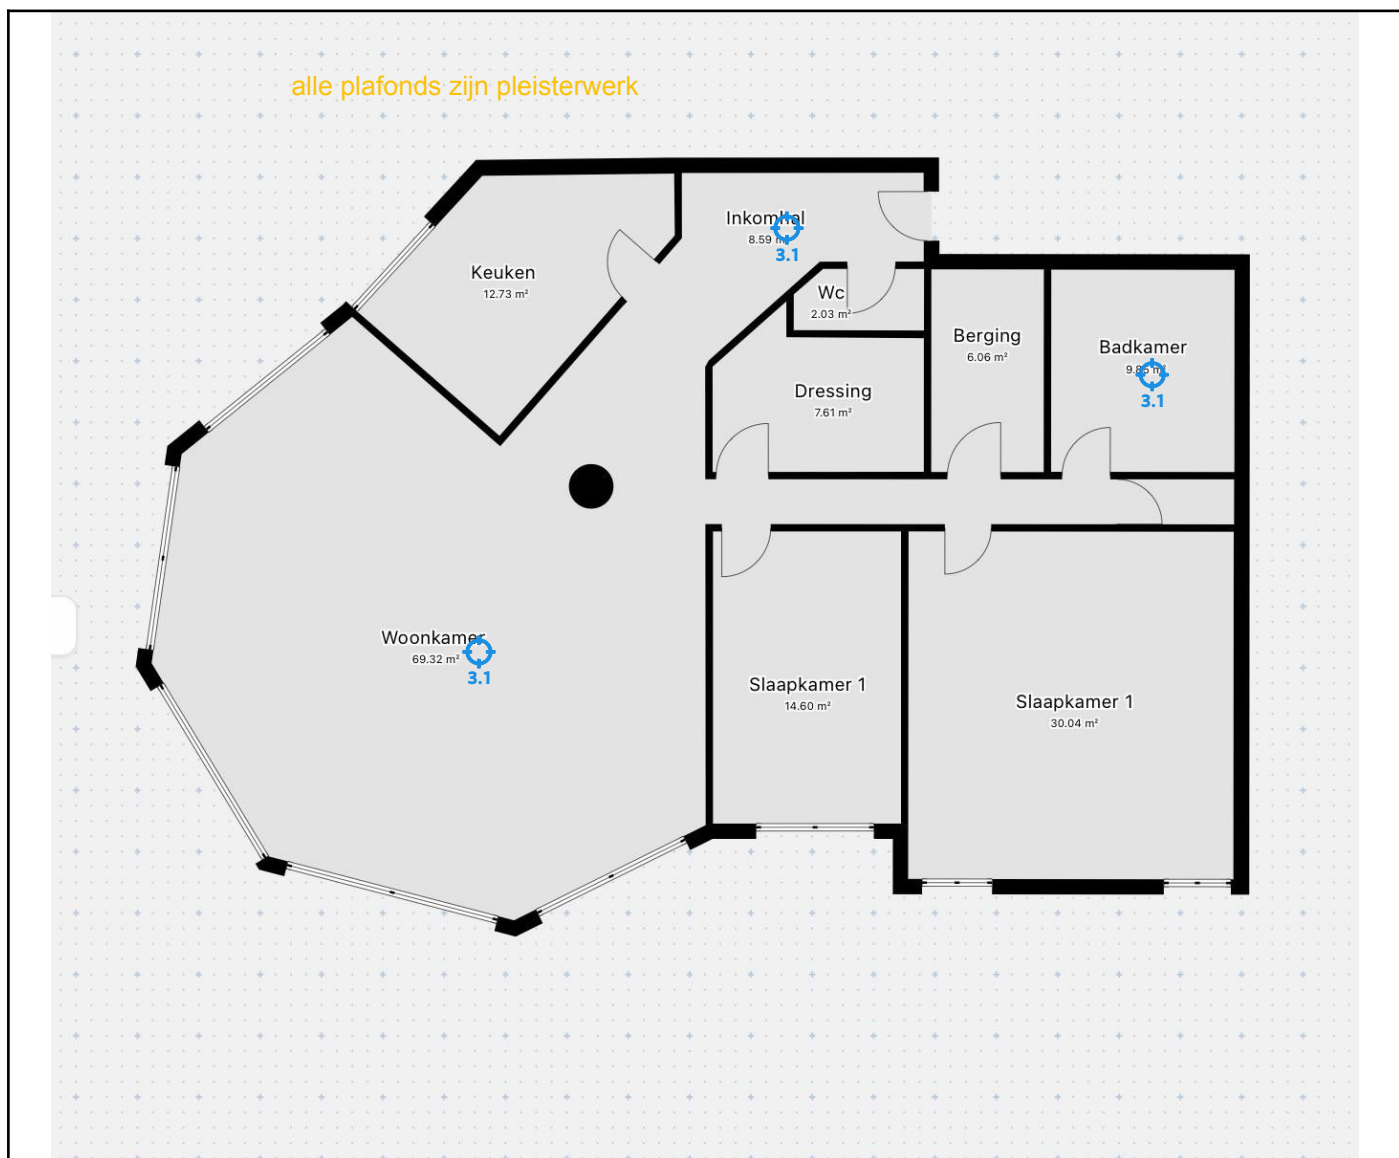 alle plafonds zijn pleisterwerk
Inkomhal
8.59 m²
3.1
Keuken
12.73 m²
Wc
2.03 m²
Berging
6.06 m²
Badkamer
m²
3.1
Dressing
7.61 m²
Woonkamer
69.32 m²
3.1
Slaapkamer 1
14.60 m²
Slaapkamer 1
30.04 m²